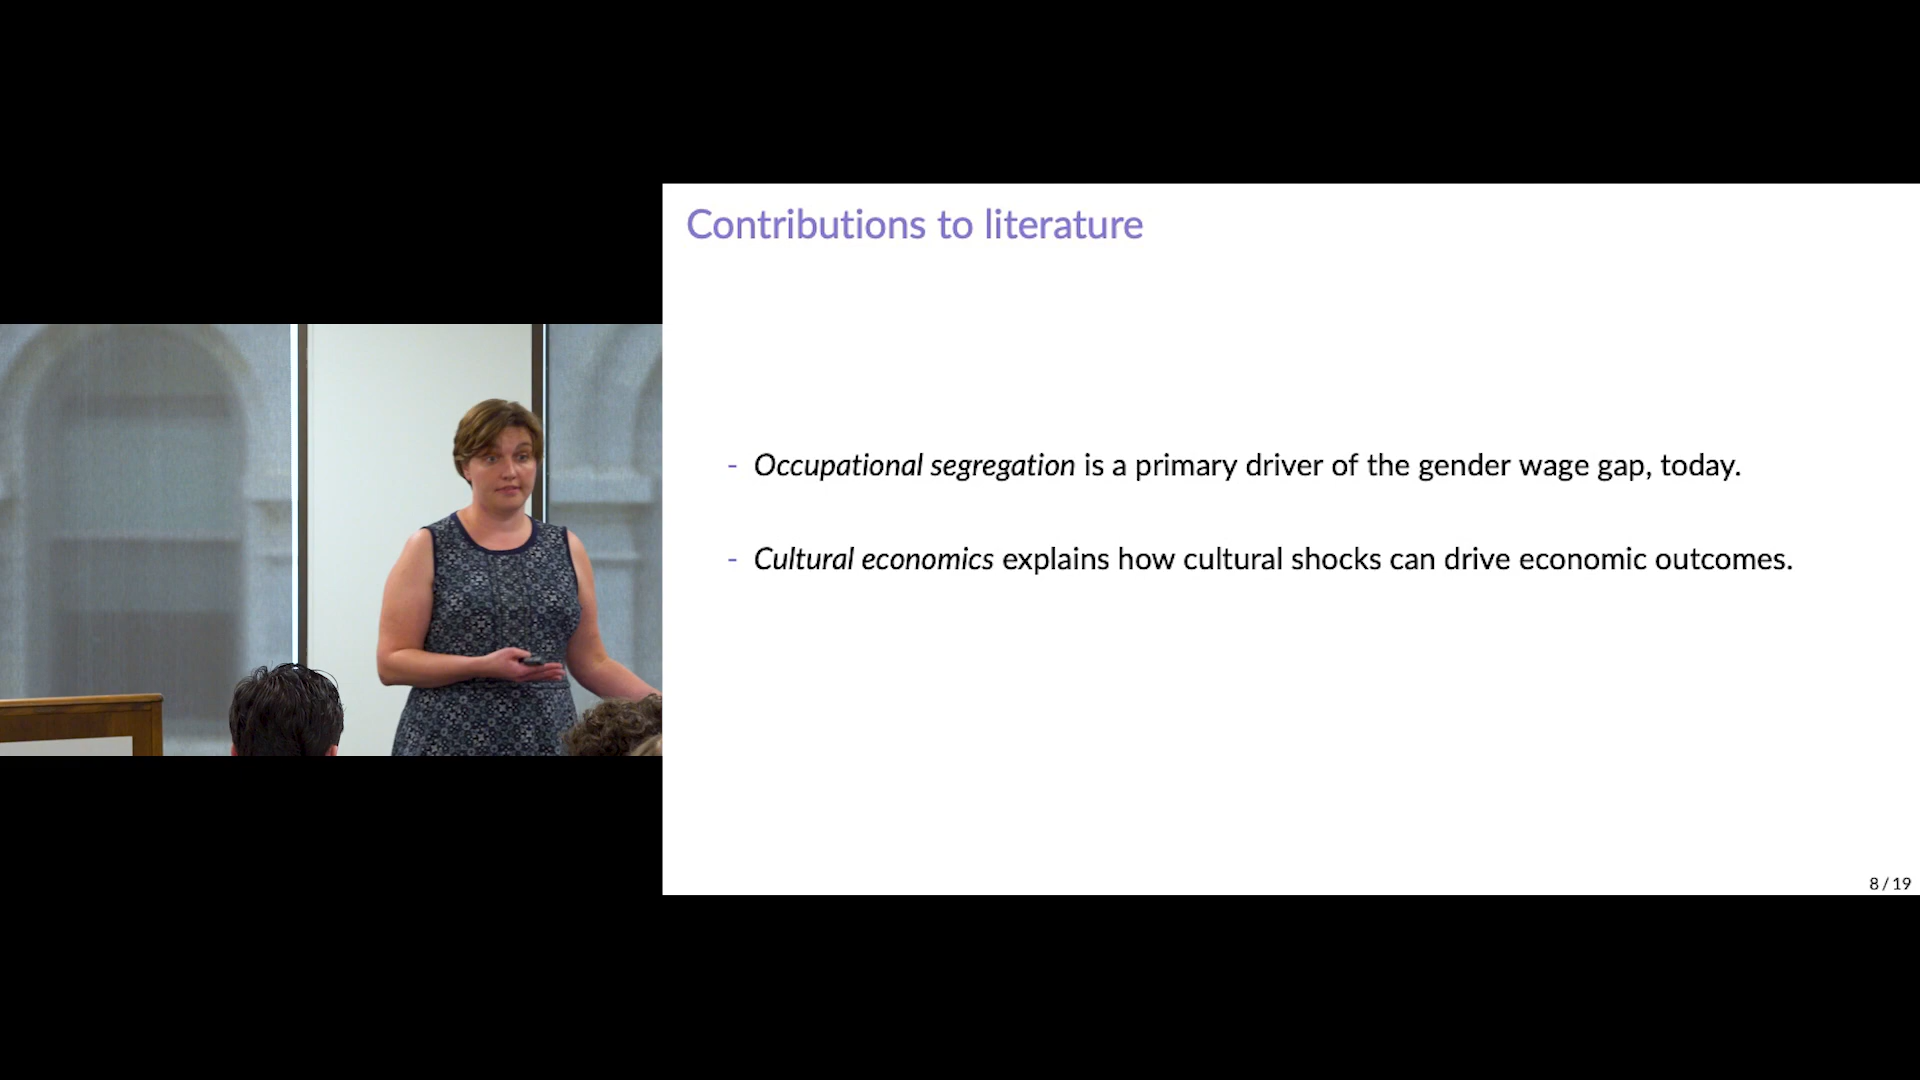 Contributions to literature
- Occupational segregation is a primary driver of the gender wage gap, today.
- Cultural economics explains how cultural shocks can drive economic outcomes.
8 / 19